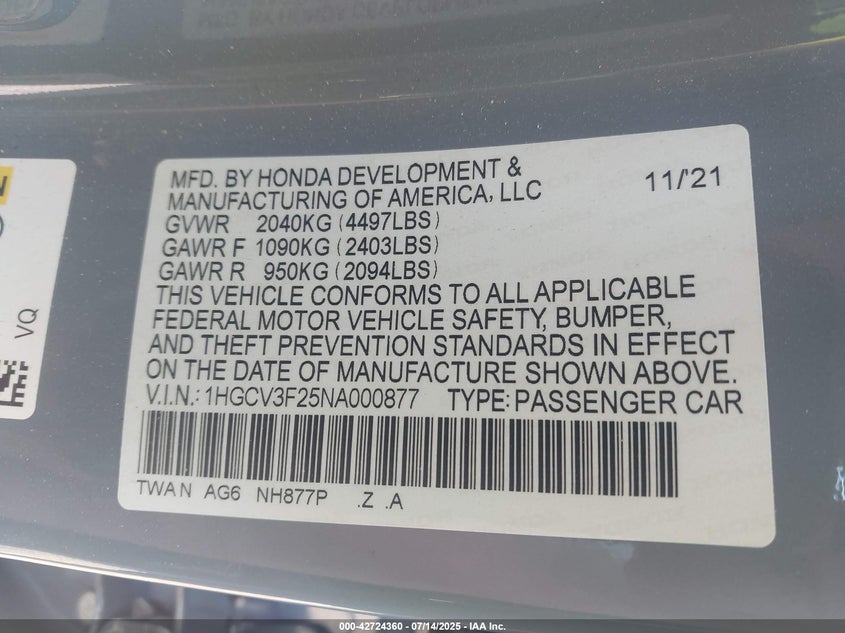 MFD. BY HONDA DEVELOPMENT & 11/'21
MANUFACTURING OF AMERICA, LLC
GVWR 2040KG (4497LBS)
GAWR F 1090KG (2403LBS)
GAWR R 950KG (2094LBS)
THIS VEHICLE CONFORMS TO ALL APPLICABLE
FEDERAL MOTOR VEHICLE SAFETY, BUMPER,
AND THEFT PREVENTION STANDARDS IN EFFECT
ON THE DATE OF MANUFACTURE SHOWN ABOVE.
V.I.N.: 1HGCV3F25NA000877 TYPE: PASSENGER CAR
TWAN AG6 NH877P .Z .A
VQ
000-42724360 - 07/14/2025 - IAA Inc.